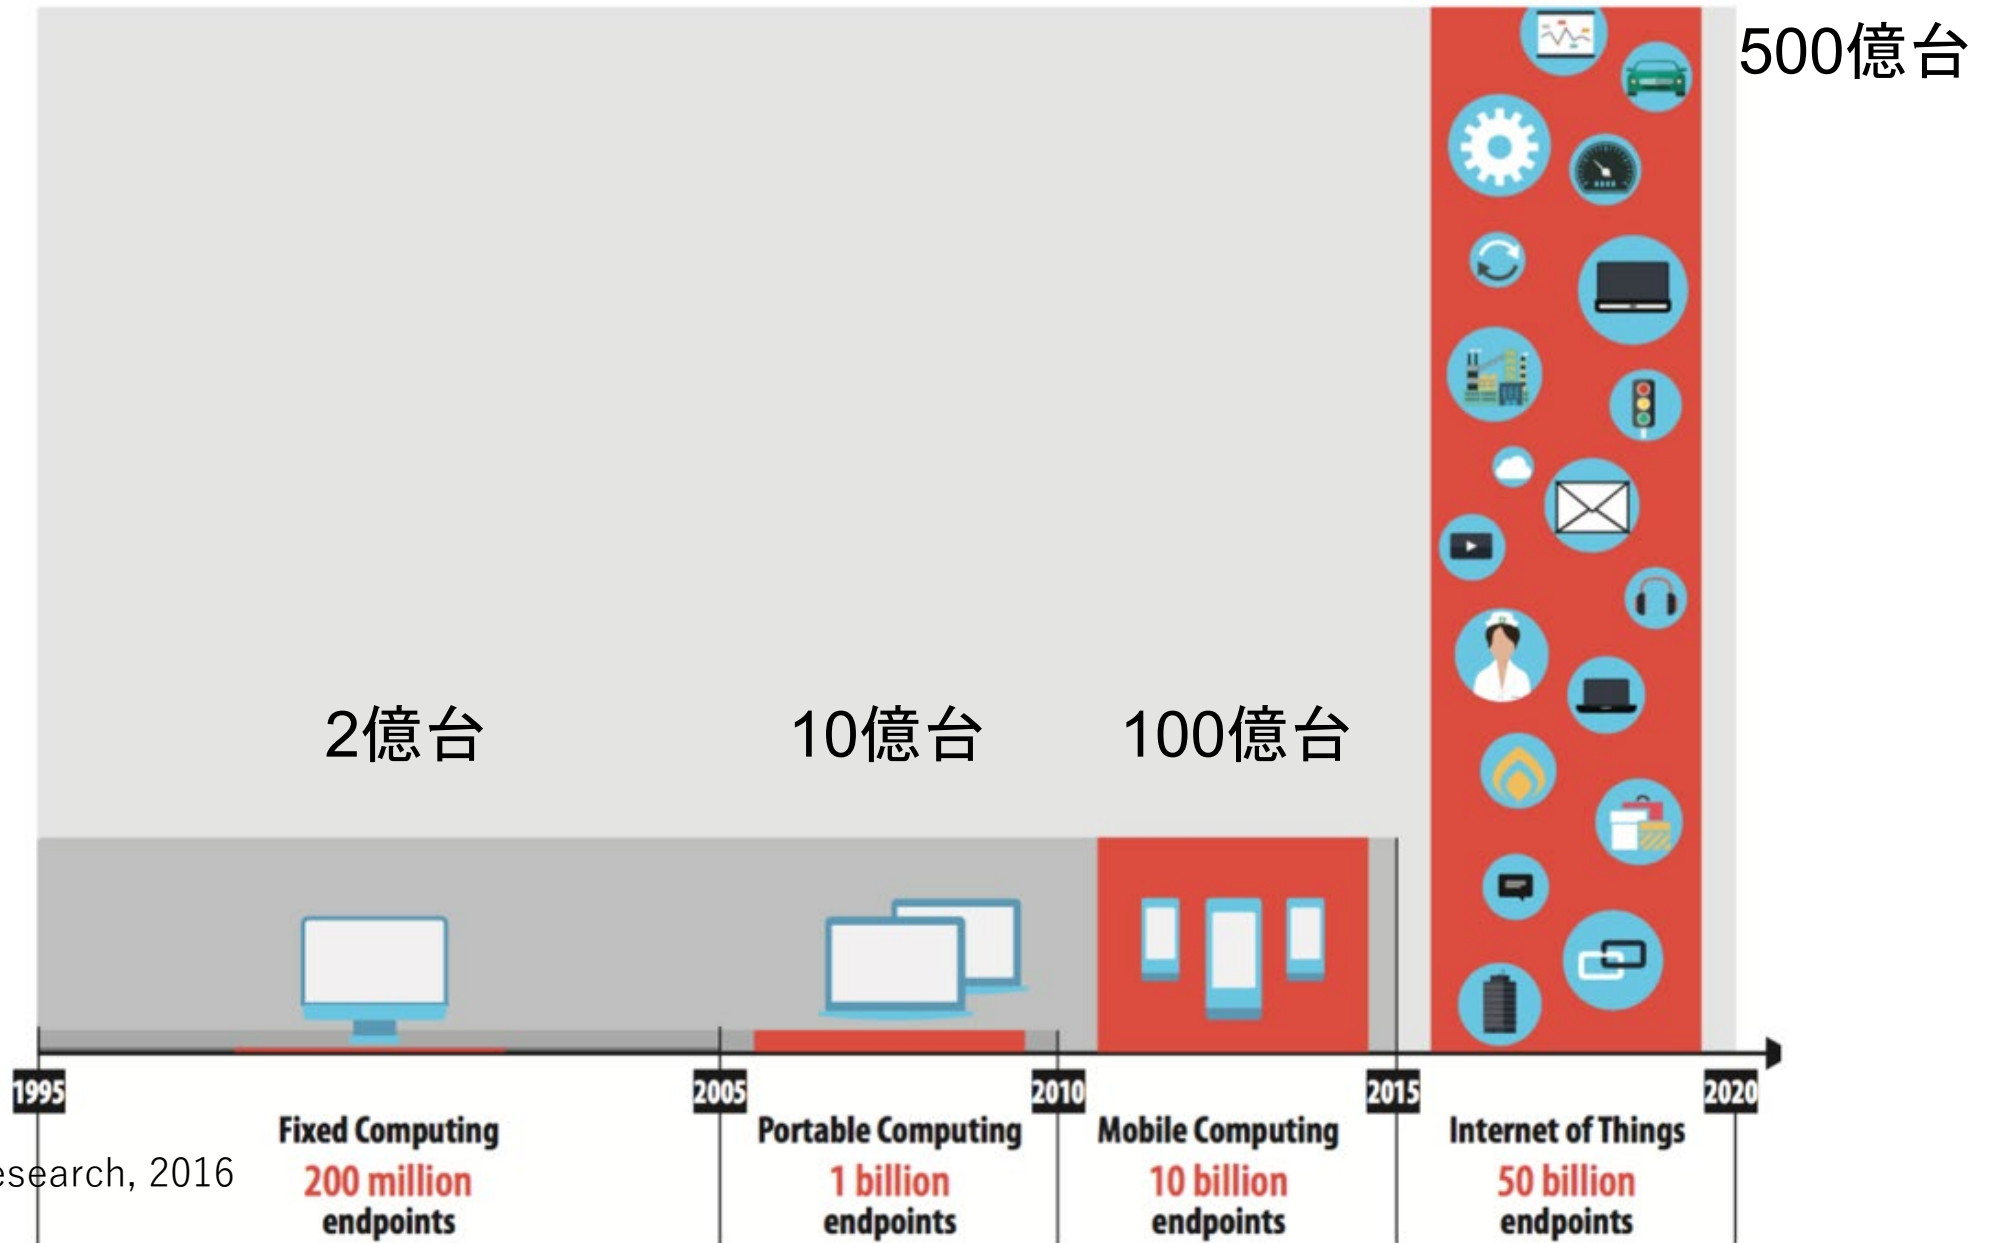 500億台
2億台
10億台
100億台
1995
2005
2010
2015
2020
Fixed Computing
200 million
endpoints
Portable Computing
1 billion
endpoints
Mobile Computing
10 billion
endpoints
Internet of Things
50 billion
endpoints
esearch, 2016